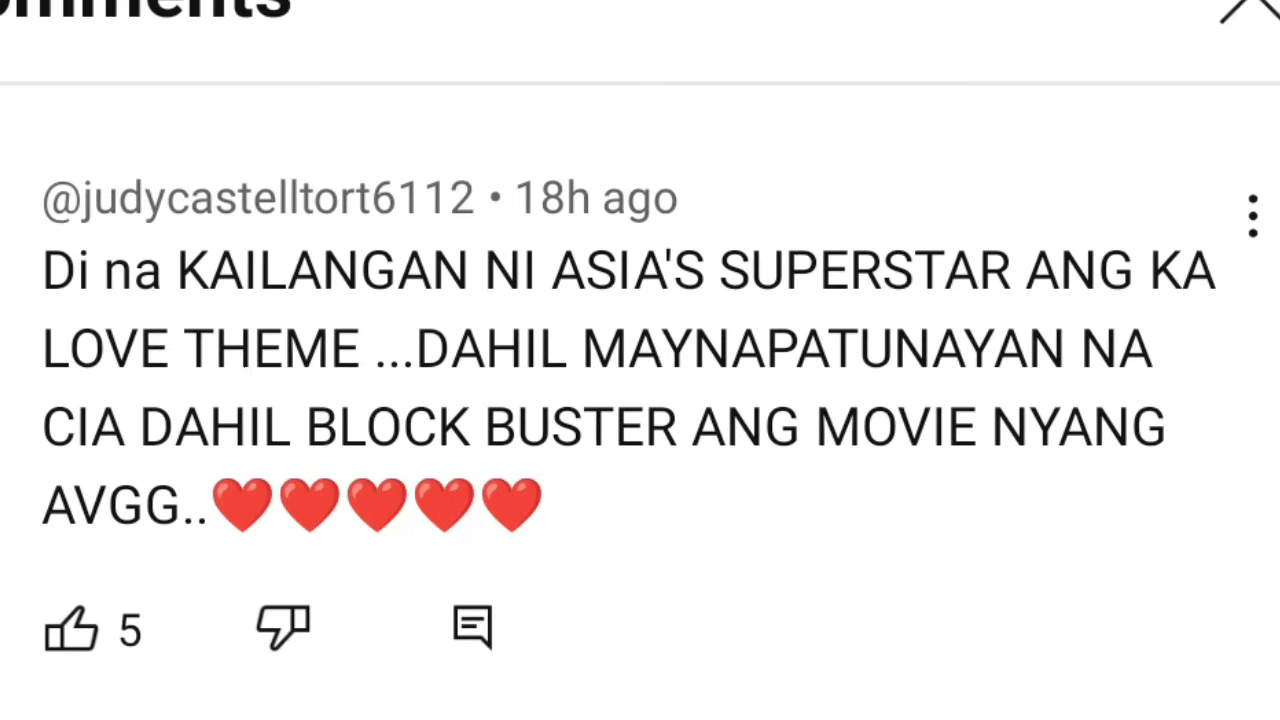 omments
@judycastelltort6112 • 18h ago
Di na KAILANGAN NI ASIA'S SUPERSTAR ANG KA
LOVE THEME ...DAHIL MAYNAPATUNAYAN NA
CIA DAHIL BLOCK BUSTER ANG MOVIE NYANG
AVGG..❤️❤️❤️❤️❤️
5